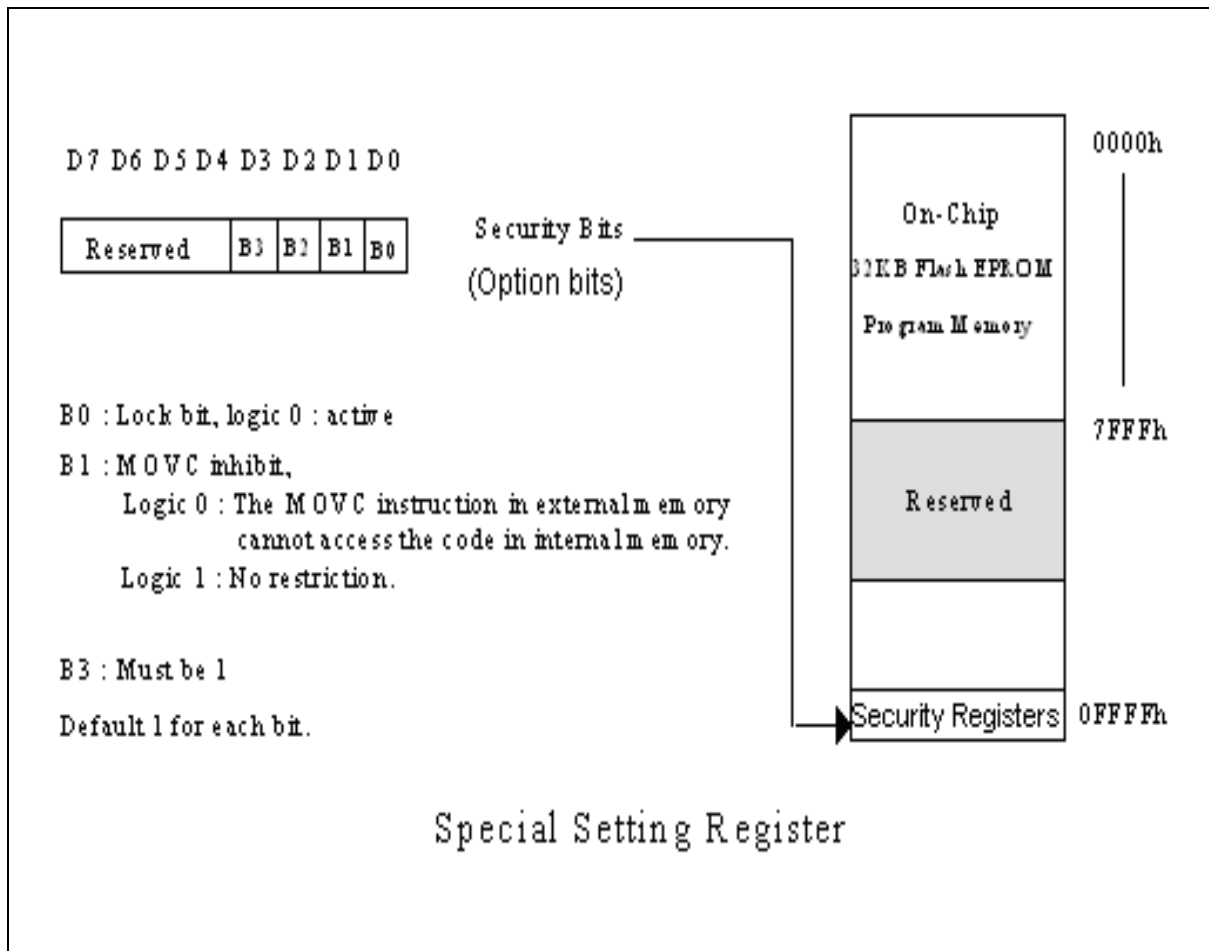 D7 D6 D5 D4 D3 D2 D1 D0
Reserved B3 B2 B1 B0
Security Bits
(Option bits)
B0 : Lock bit, logic 0 : active
B1 : MOVC inhibit,
Logic 0 : The MOVC instruction in external memory
cannot access the code in internal memory.
Logic 1 : No restriction.
B3 : Must be 1
Default 1 for each bit.
0000h
On-Chip
32KB Flash EPROM
Program Memory
7FFFh
Reserved
Security Registers 0FFFFh
Special Setting Register